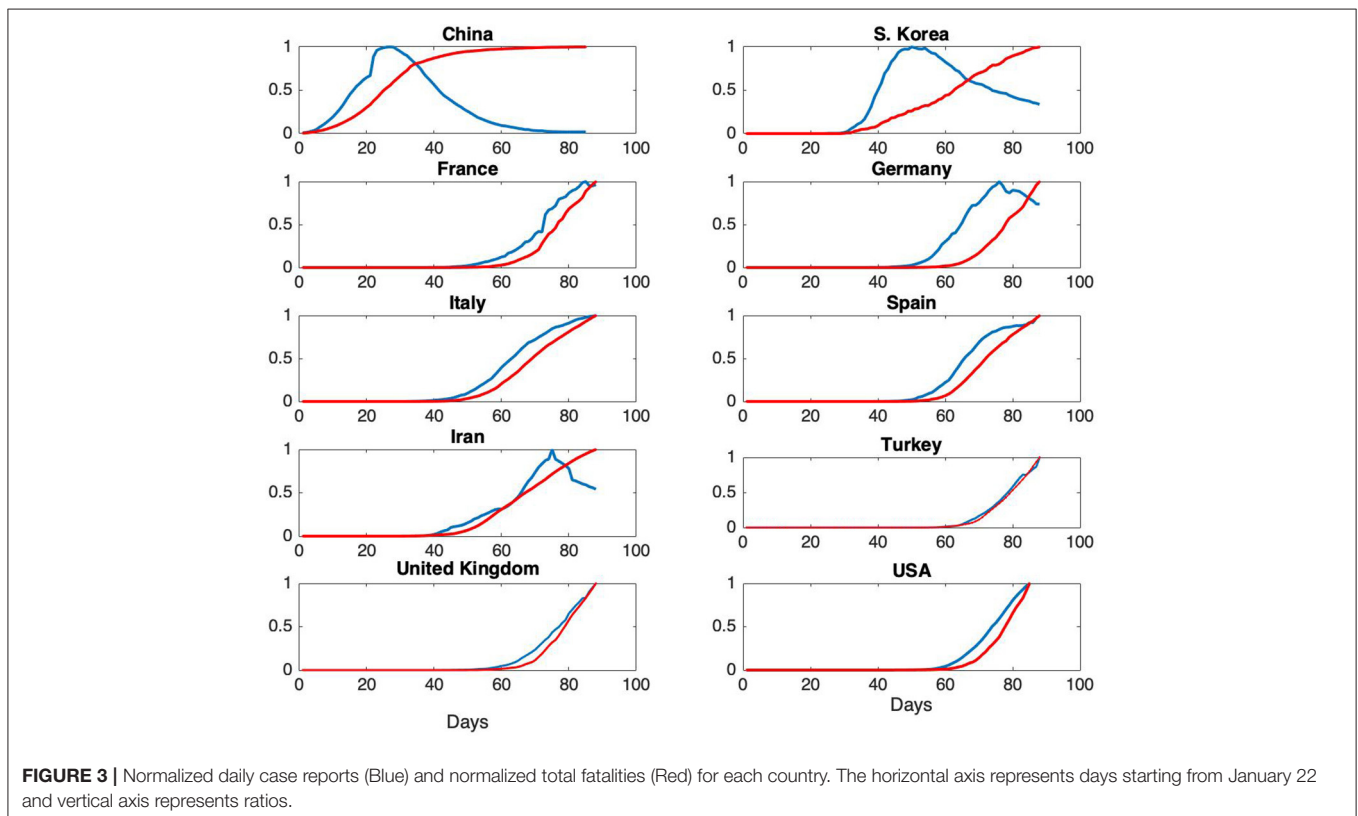 China
S. Korea
1
0.5
0
0 20 40 60 80 100
1
0.5
0
0 20 40 60 80 100
France
Germany
1
0.5
0
0 20 40 60 80 100
1
0.5
0
0 20 40 60 80 100
Italy
Spain
1
0.5
0
0 20 40 60 80 100
1
0.5
0
0 20 40 60 80 100
Iran
Turkey
1
0.5
0
0 20 40 60 80 100
1
0.5
0
0 20 40 60 80 100
United Kingdom
USA
1
0.5
0
0 20 40 60 80 100
1
0.5
0
0 20 40 60 80 100
Days
Days
FIGURE 3 | Normalized daily case reports (Blue) and normalized total fatalities (Red) for each country. The horizontal axis represents days starting from January 22
and vertical axis represents ratios.